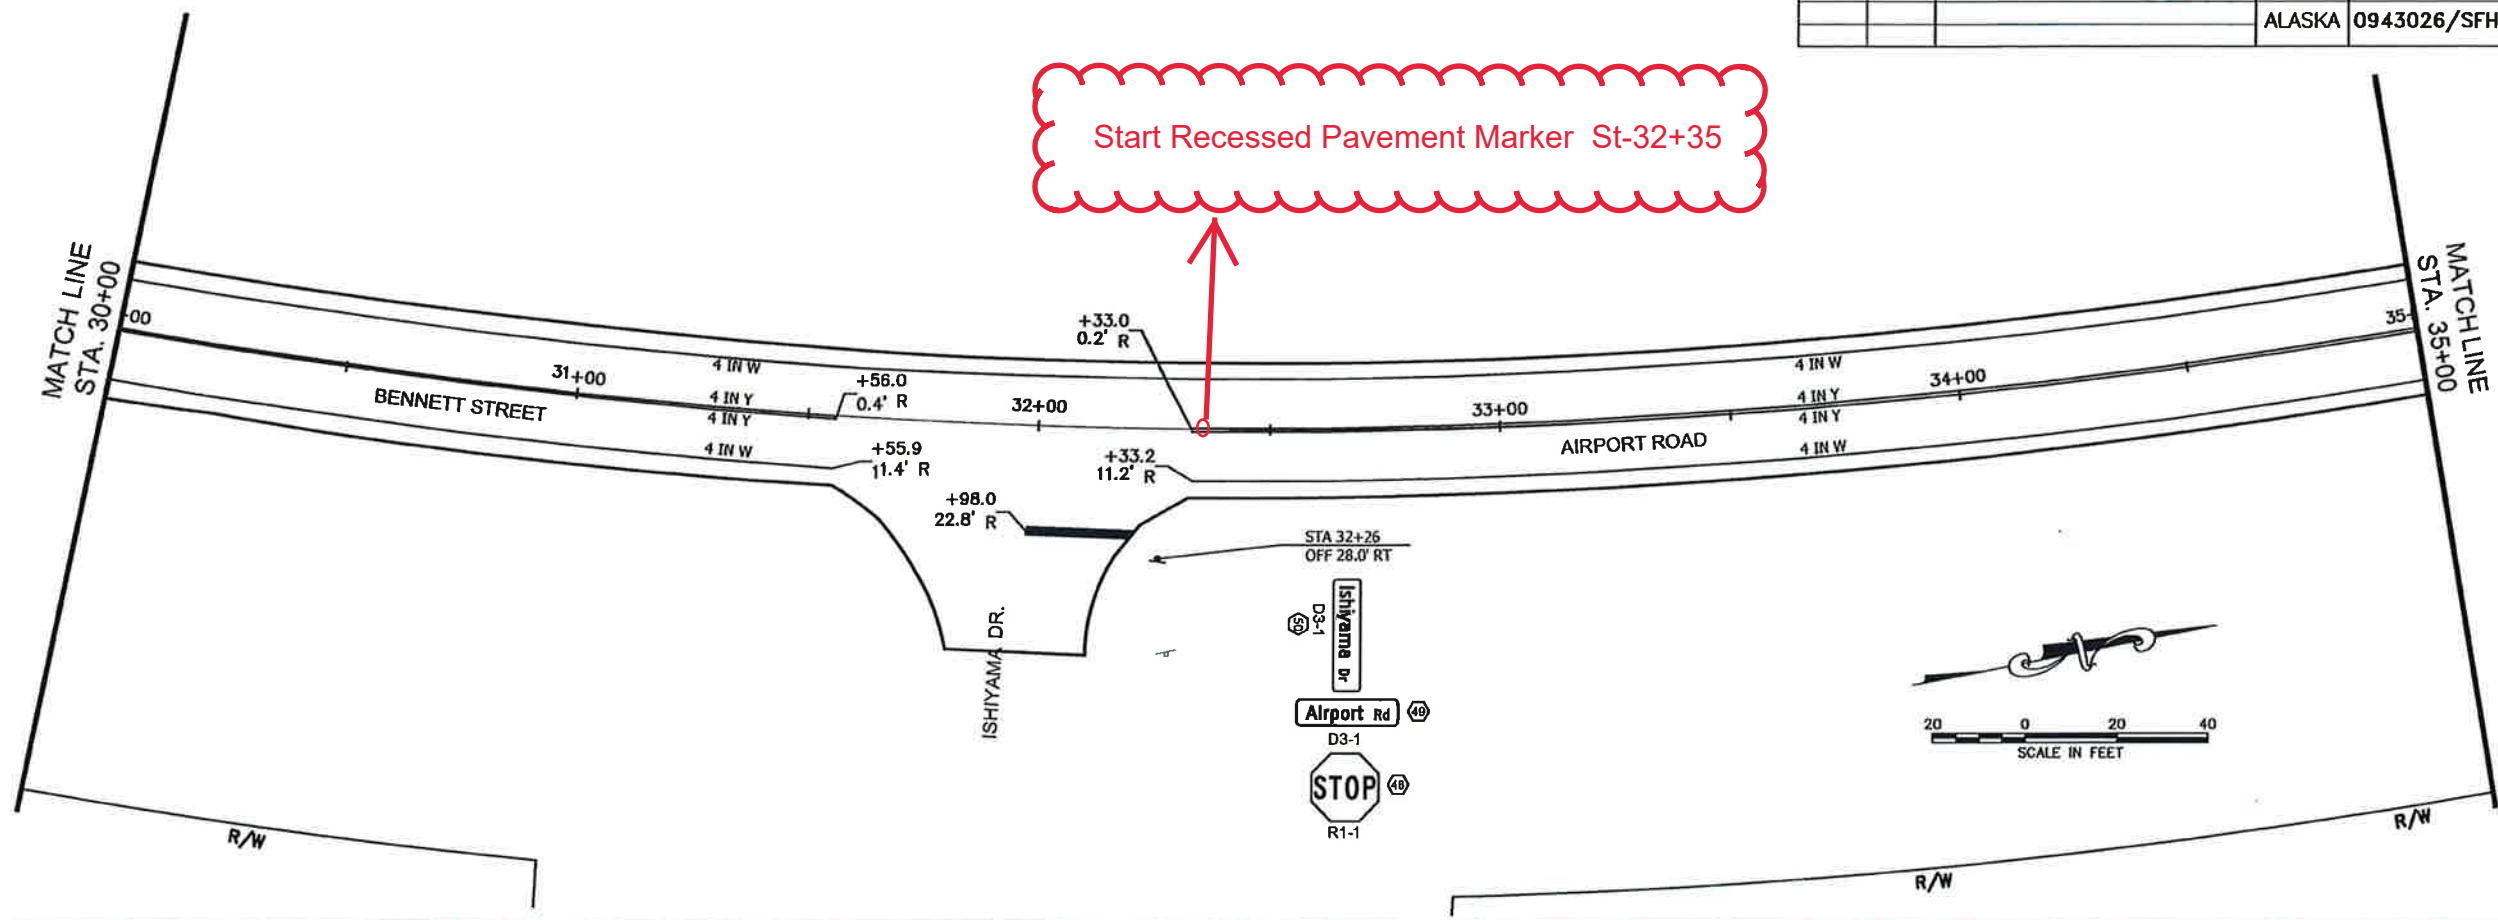 ALASKA 0943026/SFH
Start Recessed Pavement Marker St-32+35
MATCH LINE
STA. 30+00
+00
31+00
BENNETT STREET
4 IN W
4 IN Y
4 IN Y
4 IN W
+56.0
0.4' R
+55.9
11.4' R
32+00
+33.0
0.2' R
+33.2
11.2' R
+98.0
22.8' R
33+00
AIRPORT ROAD
4 IN W
4 IN Y
4 IN Y
4 IN W
34+00
35+
MATCH LINE
STA. 35+00
STA 32+26
OFF 28.0' RT
ISHIYAMA DR.
Ishiyama Dr
D3-1
50
Airport Rd 49
D3-1
STOP 48
R1-1
20 0 20 40
SCALE IN FEET
R/W
R/W
R/W